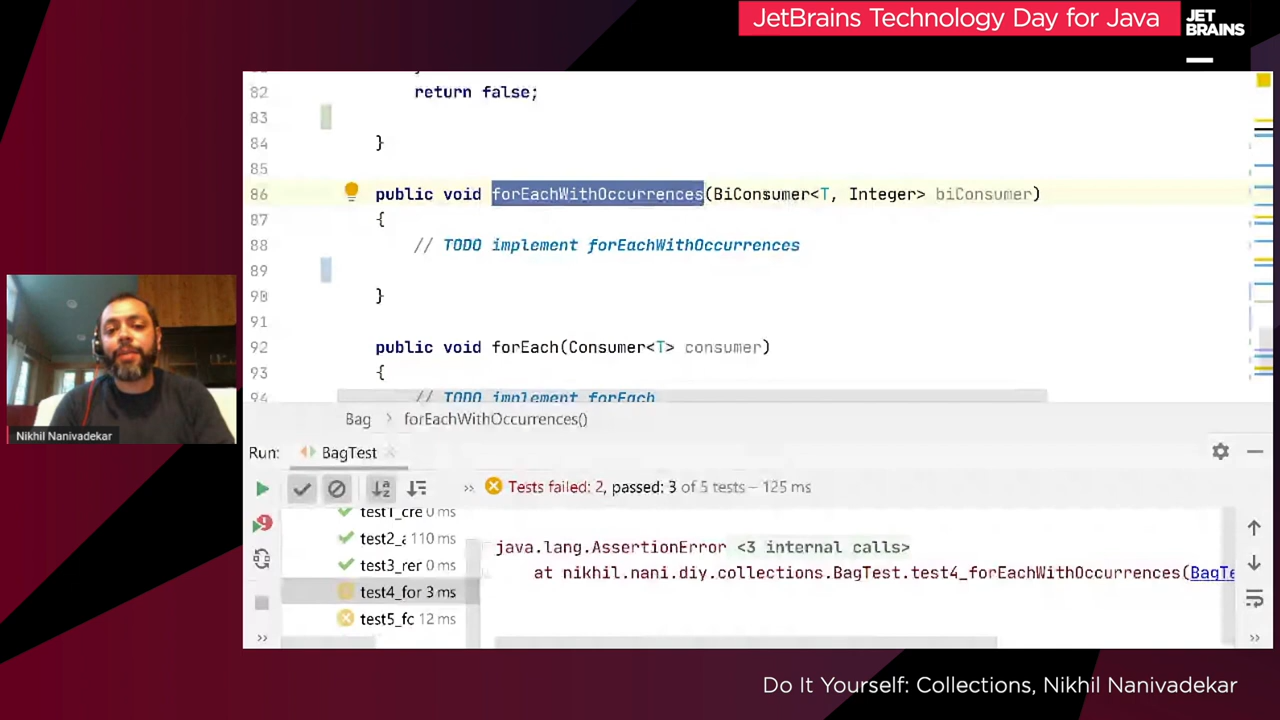 JetBrains Technology Day for Java
JET
BRAINS
82 return false;
83
84 }
85
86 public void forEachWithOccurrences(BiConsumer<T, Integer> biConsumer)
87 {
88 // TODO implement forEachWithOccurrences
89
90 }
91
92 public void forEach(Consumer<T> consumer)
93 {
94 // TODO implement forEach
Bag > forEachWithOccurrences()
Run: BagTest
Tests failed: 2, passed: 3 of 5 tests – 125 ms
test1_cre 0 ms
test2_a 110 ms
test3_rer 0 ms
test4_for 3 ms
test5_fc 12 ms
java.lang.AssertionError <3 internal calls>
at nikhil.nani.diy.collections.BagTest.test4_forEachWithOccurrences(BagTe
Nikhil Nanivadekar
Do It Yourself: Collections, Nikhil Nanivadekar